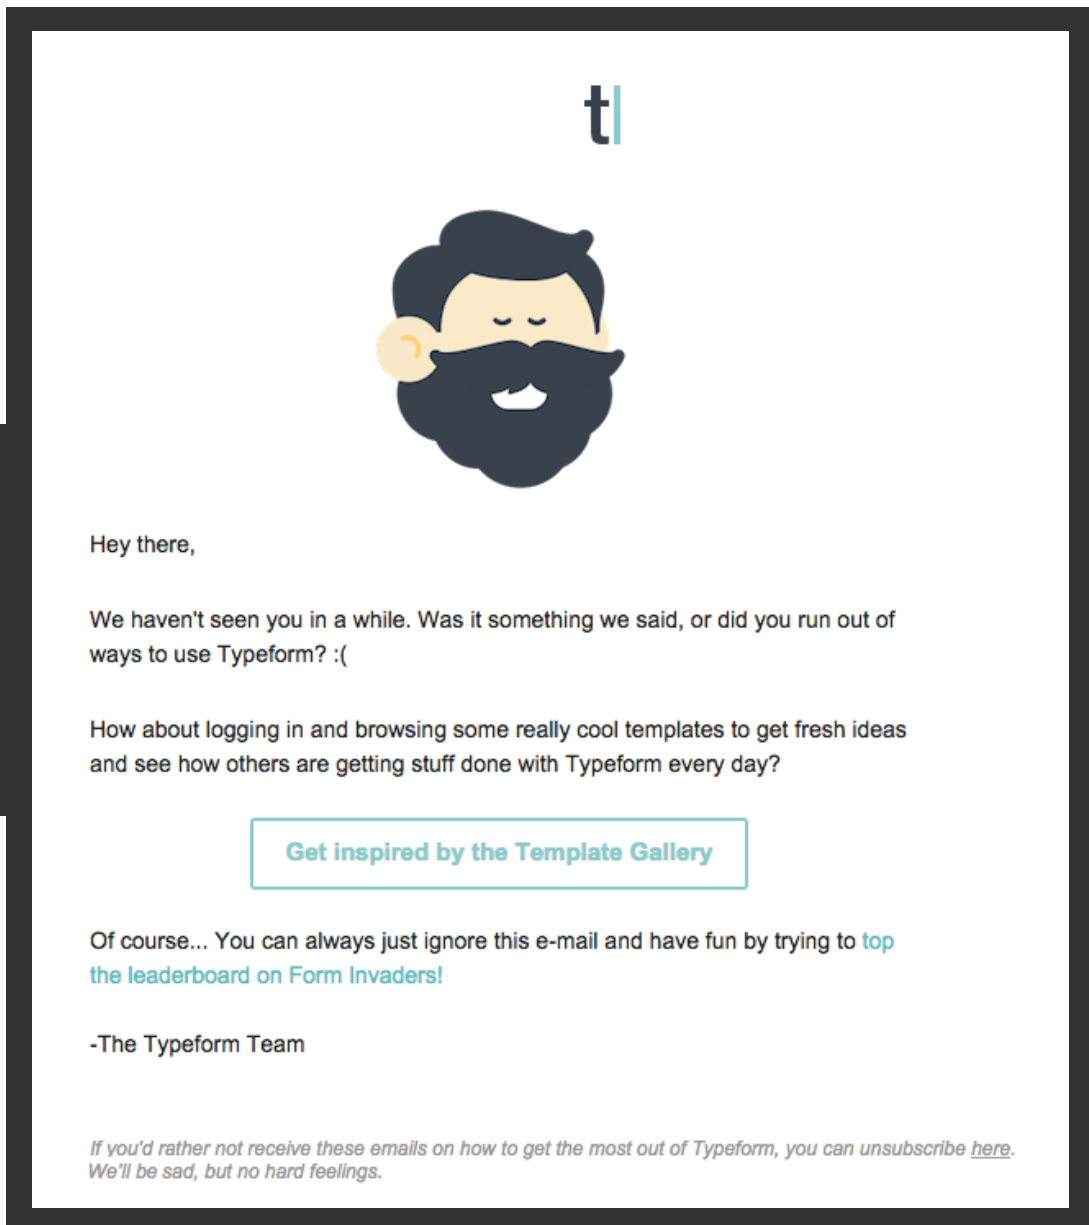 t|
Hey there,
We haven't seen you in a while. Was it something we said, or did you run out of
ways to use Typeform? :(
How about logging in and browsing some really cool templates to get fresh ideas
and see how others are getting stuff done with Typeform every day?
Get inspired by the Template Gallery
Of course... You can always just ignore this e-mail and have fun by trying to top
the leaderboard on Form Invaders!
-The Typeform Team
If you'd rather not receive these emails on how to get the most out of Typeform, you can unsubscribe here.
We'll be sad, but no hard feelings.